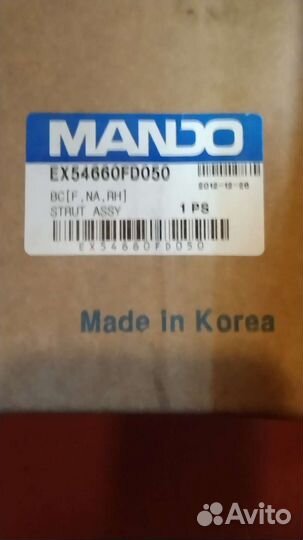 MANDO
EX54660FD050
2012-12-26
BC[F,NA,RH]
STRUT ASSY 1 PS
EX54660FD050
Made in Korea
Avito